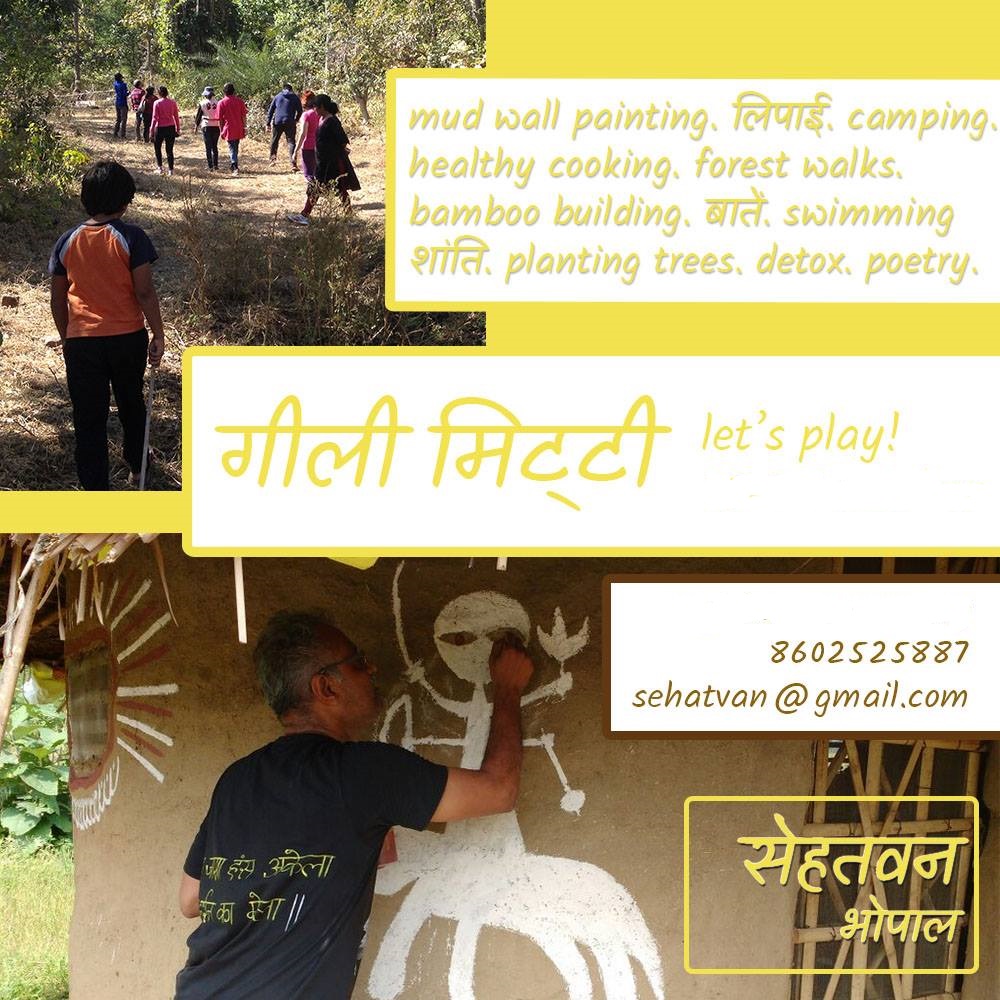 mud wall painting. लिपाई. camping.
healthy cooking. forest walks.
bamboo building. बातें. swimming
शांति. planting trees. detox. poetry.
गीली मिट्टी
let's play!
8602525887
sehatvan@gmail.com
हंस अकेला
का
सेहतवन
भोपाल